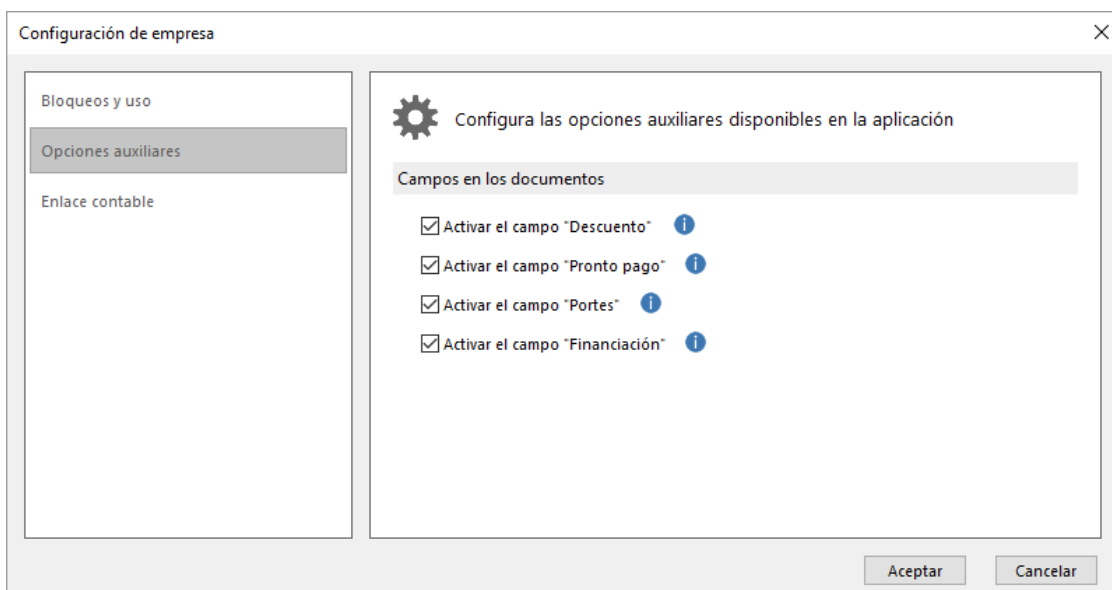 Configuración de empresa
Bloqueos y uso
Opciones auxiliares
Enlace contable
Configura las opciones auxiliares disponibles en la aplicación
Campos en los documentos
Activar el campo "Descuento"
Activar el campo "Pronto pago"
Activar el campo "Portes"
Activar el campo "Financiación"
Aceptar
Cancelar